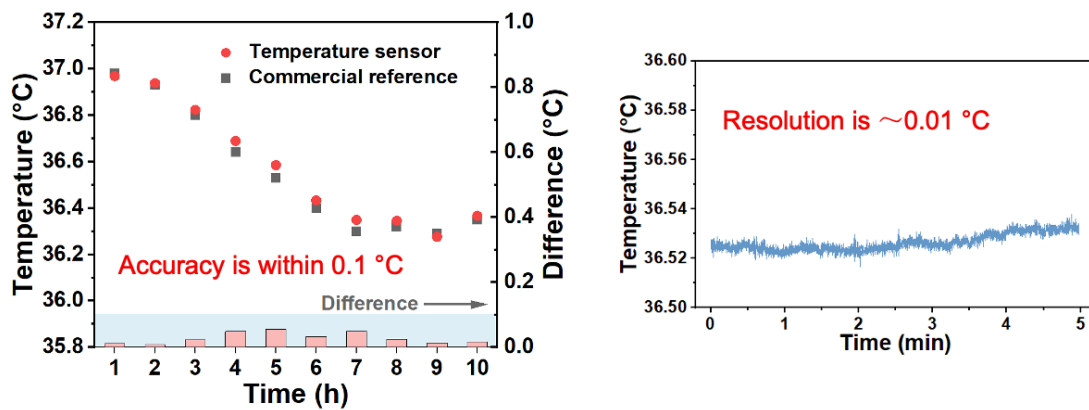 37.2
37.0
36.8
36.6
36.4
36.2
36.0
35.8
Temperature (°C)
Temperature sensor
Commercial reference
Accuracy is within 0.1 °C
Difference
1 2 3 4 5 6 7 8 9 10
Time (h)
1.0
0.8
0.6
0.4
0.2
0.0
Difference (°C)
36.60
36.58
36.56
36.54
36.52
36.50
Temperature (°C)
Resolution is ～0.01 °C
0 1 2 3 4 5
Time (min)